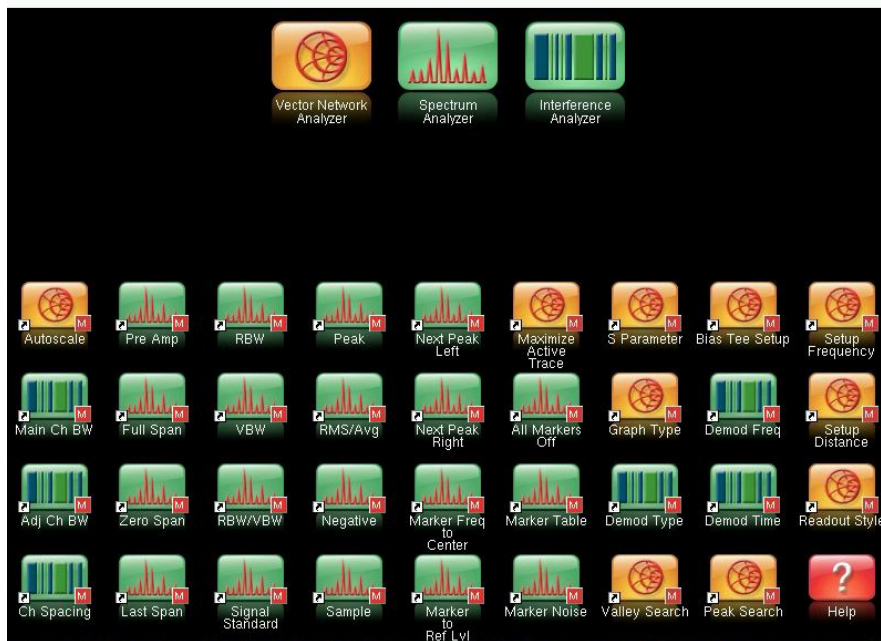 Vector Network
Analyzer
Spectrum
Analyzer
Interference
Analyzer
M
Autoscale
M
Pre Amp
M
RBW
M
Peak
M
Next Peak
Left
M
Maximize
Active
Trace
M
S Parameter
M
Bias Tee Setup
M
Setup
Frequency
M
Main Ch BW
M
Full Span
M
VBW
M
RMS/Avg
M
Next Peak
Right
M
All Markers
Off
M
Graph Type
M
Demod Freq
M
Setup
Distance
M
Adj Ch BW
M
Zero Span
M
RBW/VBW
M
Negative
M
Marker Freq
to
Center
M
Marker Table
M
Demod Type
M
Demod Time
M
Readout Style
M
Ch Spacing
M
Last Span
M
Signal
Standard
M
Sample
M
Marker
to
Ref Lvl
M
Marker Noise
M
Valley Search
M
Peak Search
?
Help